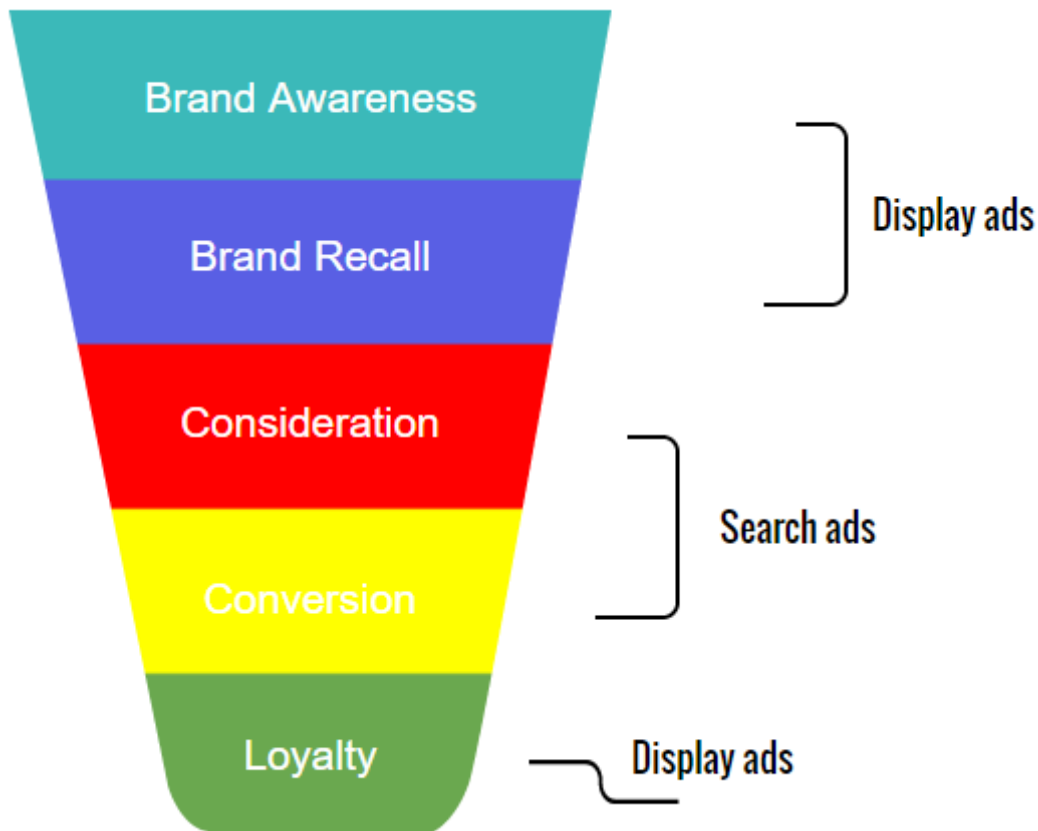 Brand Awareness
Display ads
Brand Recall
Consideration
Search ads
Conversion
Loyalty
Display ads